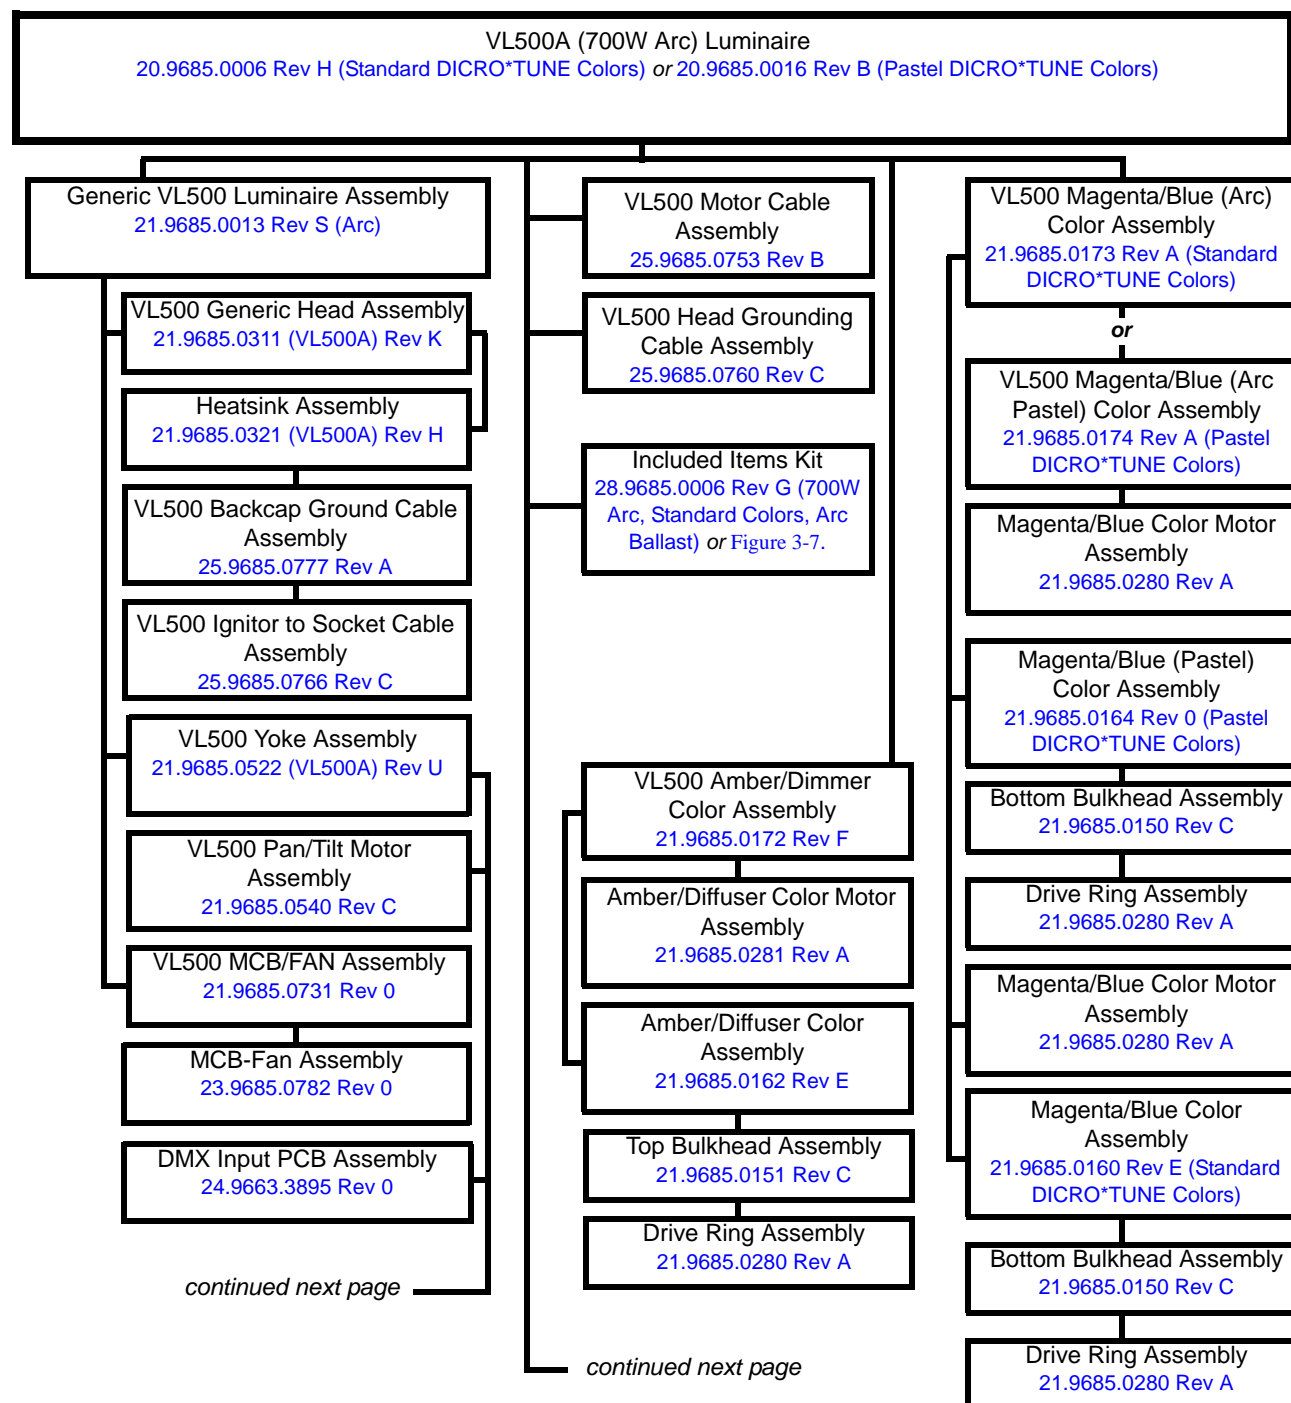 VL500A (700W Arc) Luminaire
20.9685.0006 Rev H (Standard DICRO*TUNE Colors) or 20.9685.0016 Rev B (Pastel DICRO*TUNE Colors)
Generic VL500 Luminaire Assembly
21.9685.0013 Rev S (Arc)
VL500 Generic Head Assembly
21.9685.0311 (VL500A) Rev K
Heatsink Assembly
21.9685.0321 (VL500A) Rev H
VL500 Backcap Ground Cable
Assembly
25.9685.0777 Rev A
VL500 Ignitor to Socket Cable
Assembly
25.9685.0766 Rev C
VL500 Yoke Assembly
21.9685.0522 (VL500A) Rev U
VL500 Pan/Tilt Motor
Assembly
21.9685.0540 Rev C
VL500 MCB/FAN Assembly
21.9685.0731 Rev 0
MCB-Fan Assembly
23.9685.0782 Rev 0
DMX Input PCB Assembly
24.9663.3895 Rev 0
continued next page
VL500 Motor Cable
Assembly
25.9685.0753 Rev B
VL500 Head Grounding
Cable Assembly
25.9685.0760 Rev C
Included Items Kit
28.9685.0006 Rev G (700W
Arc, Standard Colors, Arc
Ballast) or Figure 3-7.
VL500 Amber/Dimmer
Color Assembly
21.9685.0172 Rev F
Amber/Diffuser Color Motor
Assembly
21.9685.0281 Rev A
Amber/Diffuser Color
Assembly
21.9685.0162 Rev E
Top Bulkhead Assembly
21.9685.0151 Rev C
Drive Ring Assembly
21.9685.0280 Rev A
continued next page
VL500 Magenta/Blue (Arc)
Color Assembly
21.9685.0173 Rev A (Standard
DICRO*TUNE Colors)
or
VL500 Magenta/Blue (Arc
Pastel) Color Assembly
21.9685.0174 Rev A (Pastel
DICRO*TUNE Colors)
Magenta/Blue Color Motor
Assembly
21.9685.0280 Rev A
Magenta/Blue (Pastel)
Color Assembly
21.9685.0164 Rev 0 (Pastel
DICRO*TUNE Colors)
Bottom Bulkhead Assembly
21.9685.0150 Rev C
Drive Ring Assembly
21.9685.0280 Rev A
Magenta/Blue Color Motor
Assembly
21.9685.0280 Rev A
Magenta/Blue Color
Assembly
21.9685.0160 Rev E (Standard
DICRO*TUNE Colors)
Bottom Bulkhead Assembly
21.9685.0150 Rev C
Drive Ring Assembly
21.9685.0280 Rev A